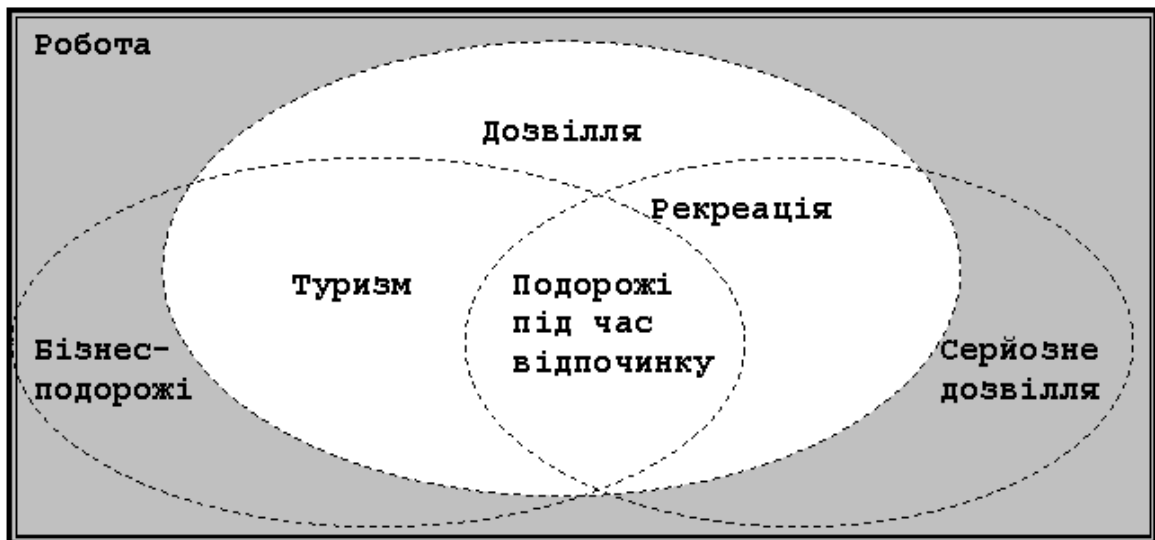 Робота
Дозвілля
Рекреація
Туризм
Подорожі
під час
відпочинку
Бізнес-
подорожі
Серйозне
дозвілля